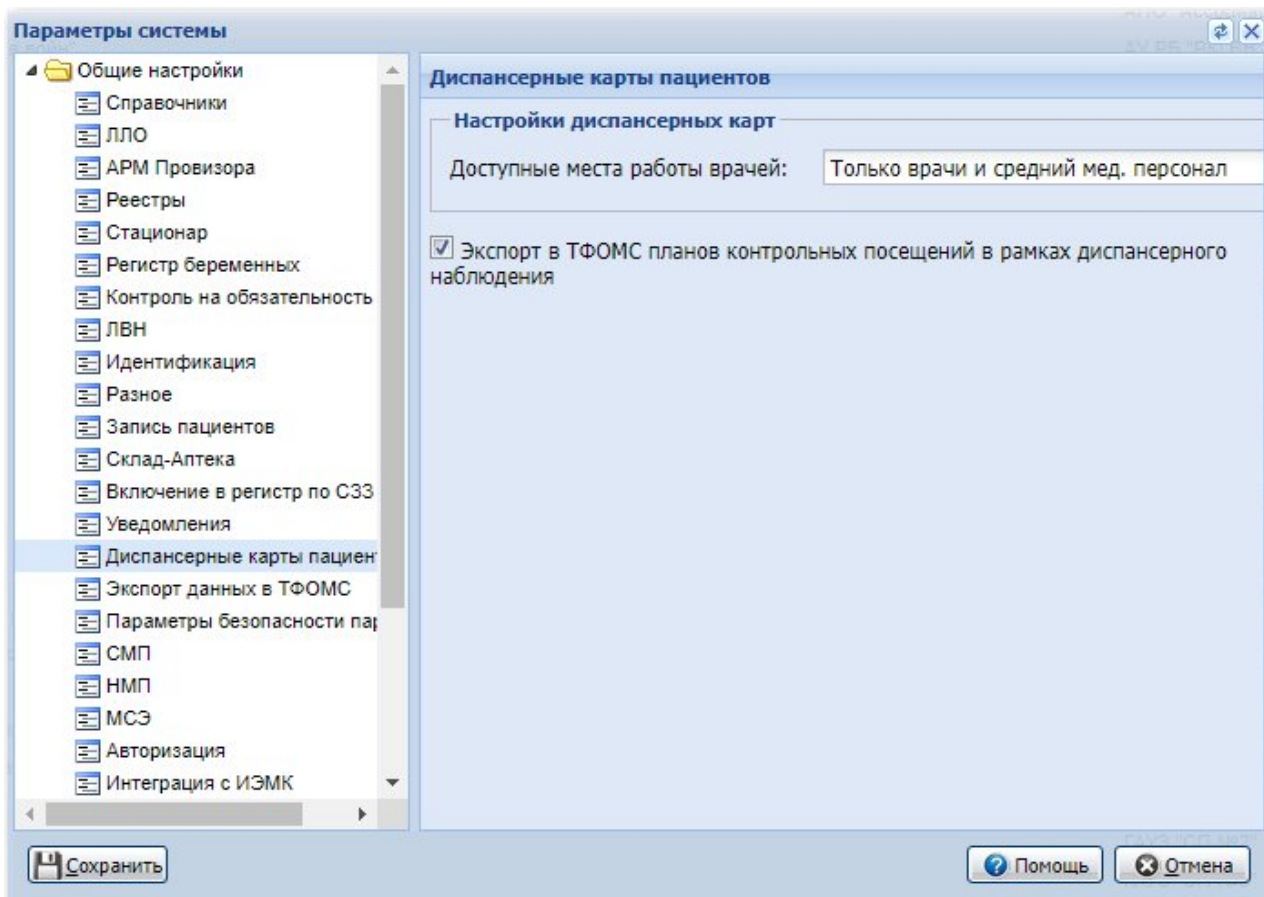 Параметры системы
Общие настройки
Справочники
ЛЛО
АРМ Провизора
Реестры
Стационар
Регистр беременных
Контроль на обязательность
ЛВН
Идентификация
Разное
Запись пациентов
Склад-Аптека
Включение в регистр по СЗЗ
Уведомления
Диспансерные карты пациен
Экспорт данных в ТФОМС
Параметры безопасности пар
СМП
НМП
МСЭ
Авторизация
Интеграция с ИЭМК
Диспансерные карты пациентов
Настройки диспансерных карт
Доступные места работы врачей: Только врачи и средний мед. персонал
Экспорт в ТФОМС планов контрольных посещений в рамках диспансерного
наблюдения
Сохранить Помощь Отмена